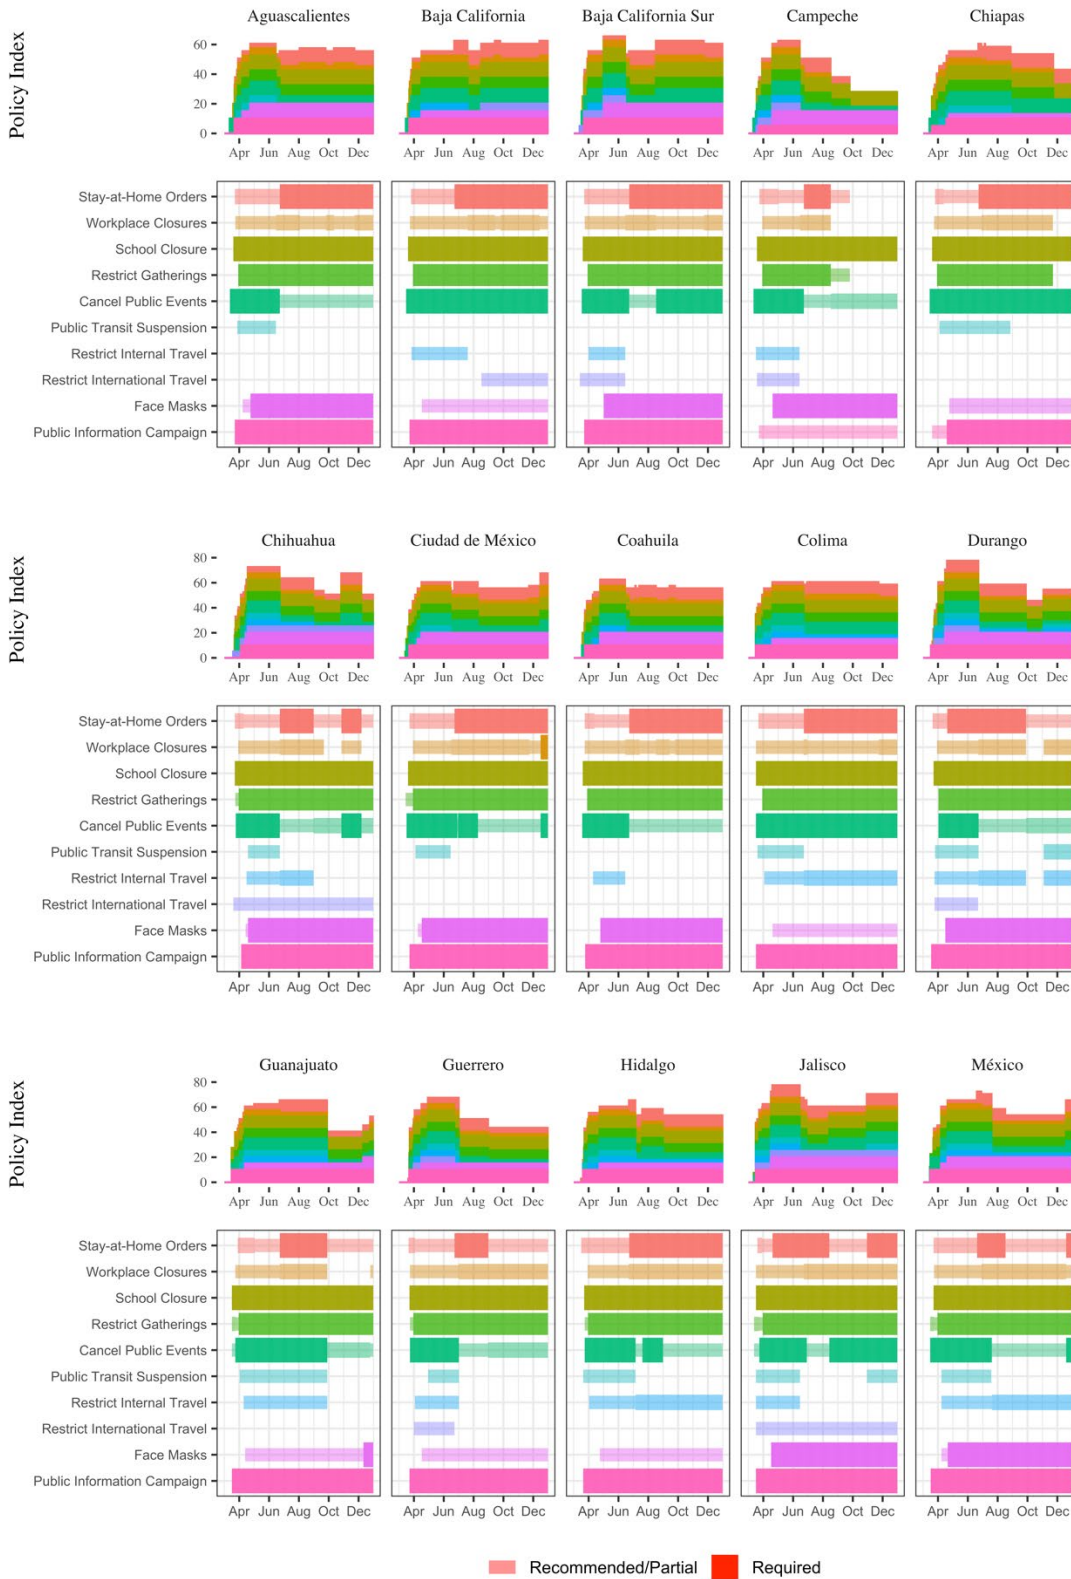 Aguascalientes Baja California Baja California Sur Campeche Chiapas
Policy Index
60
40
20
0
Apr Jun Aug Oct Dec Apr Jun Aug Oct Dec Apr Jun Aug Oct Dec Apr Jun Aug Oct Dec Apr Jun Aug Oct Dec
Stay-at-Home Orders
Workplace Closures
School Closure
Restrict Gatherings
Cancel Public Events
Public Transit Suspension
Restrict Internal Travel
Restrict International Travel
Face Masks
Public Information Campaign
Apr Jun Aug Oct Dec Apr Jun Aug Oct Dec Apr Jun Aug Oct Dec Apr Jun Aug Oct Dec Apr Jun Aug Oct Dec
Chihuahua Ciudad de México Coahuila Colima Durango
Policy Index
80
60
40
20
0
Apr Jun Aug Oct Dec Apr Jun Aug Oct Dec Apr Jun Aug Oct Dec Apr Jun Aug Oct Dec Apr Jun Aug Oct Dec
Stay-at-Home Orders
Workplace Closures
School Closure
Restrict Gatherings
Cancel Public Events
Public Transit Suspension
Restrict Internal Travel
Restrict International Travel
Face Masks
Public Information Campaign
Apr Jun Aug Oct Dec Apr Jun Aug Oct Dec Apr Jun Aug Oct Dec Apr Jun Aug Oct Dec Apr Jun Aug Oct Dec
Guanajuato Guerrero Hidalgo Jalisco México
Policy Index
80
60
40
20
0
Apr Jun Aug Oct Dec Apr Jun Aug Oct Dec Apr Jun Aug Oct Dec Apr Jun Aug Oct Dec Apr Jun Aug Oct Dec
Stay-at-Home Orders
Workplace Closures
School Closure
Restrict Gatherings
Cancel Public Events
Public Transit Suspension
Restrict Internal Travel
Restrict International Travel
Face Masks
Public Information Campaign
Apr Jun Aug Oct Dec Apr Jun Aug Oct Dec Apr Jun Aug Oct Dec Apr Jun Aug Oct Dec Apr Jun Aug Oct Dec
Recommended/Partial Required